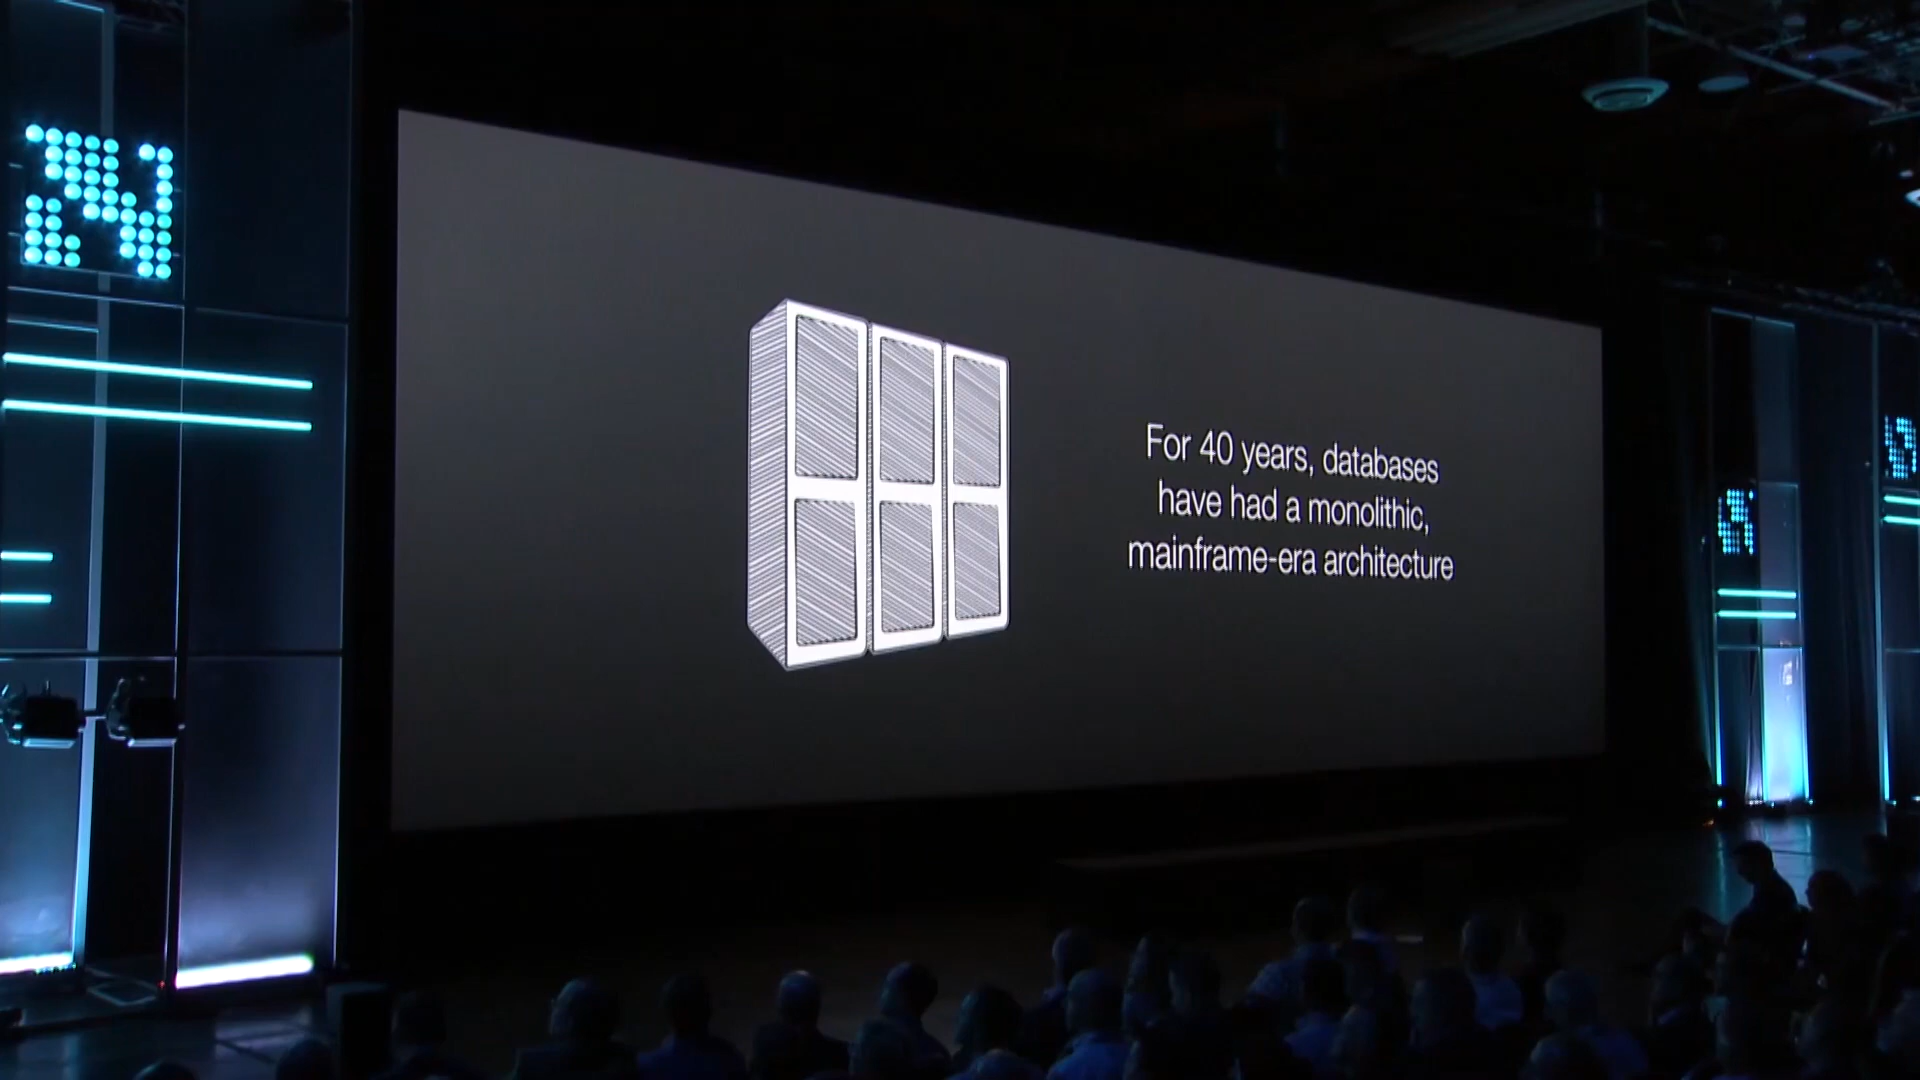 For 40 years, databases
have had a monolithic,
mainframe-era architecture